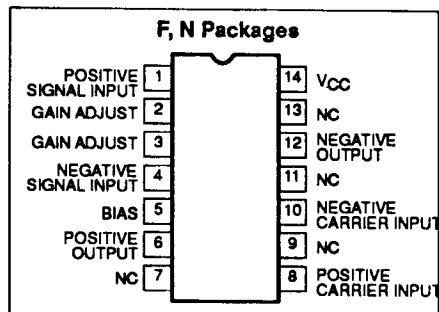 F, N Packages
POSITIVE
SIGNAL INPUT
1
GAIN ADJUST
2
GAIN ADJUST
3
NEGATIVE
SIGNAL INPUT
4
BIAS
5
POSITIVE
OUTPUT
6
NC
7
14
VCC
13
NC
12
NEGATIVE
OUTPUT
11
NC
10
NEGATIVE
CARRIER INPUT
9
NC
8
POSITIVE
CARRIER INPUT